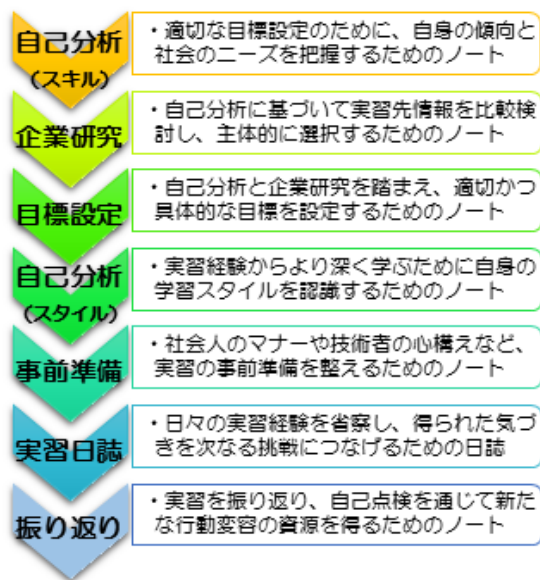 自己分析
(スキル)
・適切な目標設定のために、自身の傾向と
社会のニーズを把握するためのノート
企業研究
・自己分析に基づいて実習先情報を比較検
討し、主体的に選択するためのノート
目標設定
・自己分析と企業研究を踏まえ、適切かつ
具体的な目標を設定するためのノート
自己分析
(スタイル)
・実習経験からより深く学ぶために自身の
学習スタイルを認識するためのノート
事前準備
・社会人のマナーや技術者の心構えなど、
実習の事前準備を整えるためのノート
実習日誌
・日々の実習経験を省察し、得られた気づ
きを次なる挑戦につなげるための日誌
振り返り
・実習を振り返り、自己点検を通じて新た
な行動変容の資源を得るためのノート